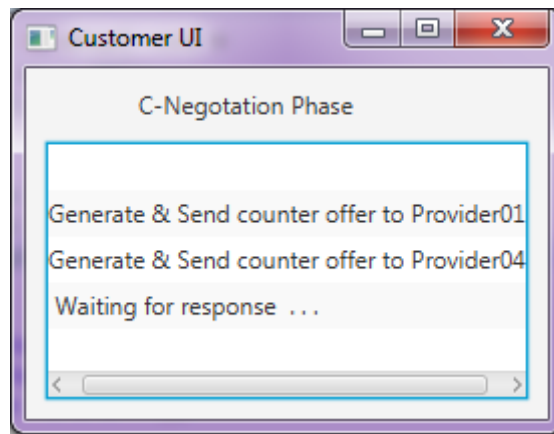 Customer UI
C-Negotation Phase
Generate & Send counter offer to Provider01
Generate & Send counter offer to Provider04
Waiting for response ...